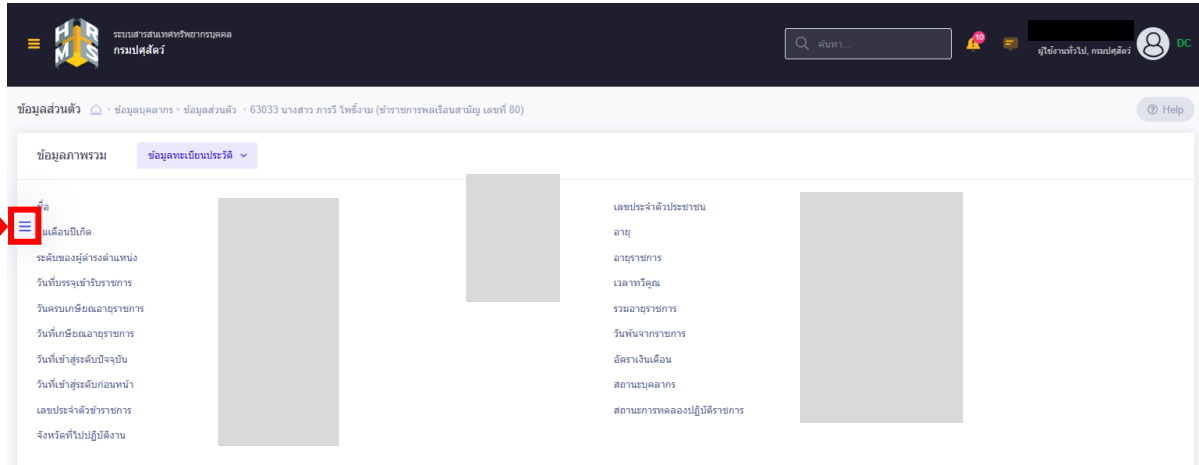 HR
MIS
ระบบสารสนเทศทรัพยากรบุคคล
กรมปศุสัตว์
ค้นหา...
10
ผู้ใช้งานทั่วไป, กรมปศุสัตว์
DC
ข้อมูลส่วนตัว ข้อมูลบุคลากร ข้อมูลส่วนตัว 63033 นางสาว ภารวี โพธิ์งาม (ข้าราชการพลเรือนสามัญ เลขที่ 80)
Help
ข้อมูลภาพรวม ข้อมูลทะเบียนประวัติ
ชื่อ
นเดือนปีเกิด
ระดับของผู้ดำรงตำแหน่ง
วันที่บรรจุเข้ารับราชการ
วันครบเกษียณอายุราชการ
วันที่เกษียณอายุราชการ
วันที่เข้าสู่ระดับปัจจุบัน
วันที่เข้าสู่ระดับก่อนหน้า
เลขประจำตัวข้าราชการ
จังหวัดที่ไปปฏิบัติงาน
เลขประจำตัวประชาชน
อายุ
อายุราชการ
เวลาทวีคูณ
รวมอายุราชการ
วันพ้นจากราชการ
อัตราเงินเดือน
สถานะบุคลากร
สถานะการทดลองปฏิบัติราชการ